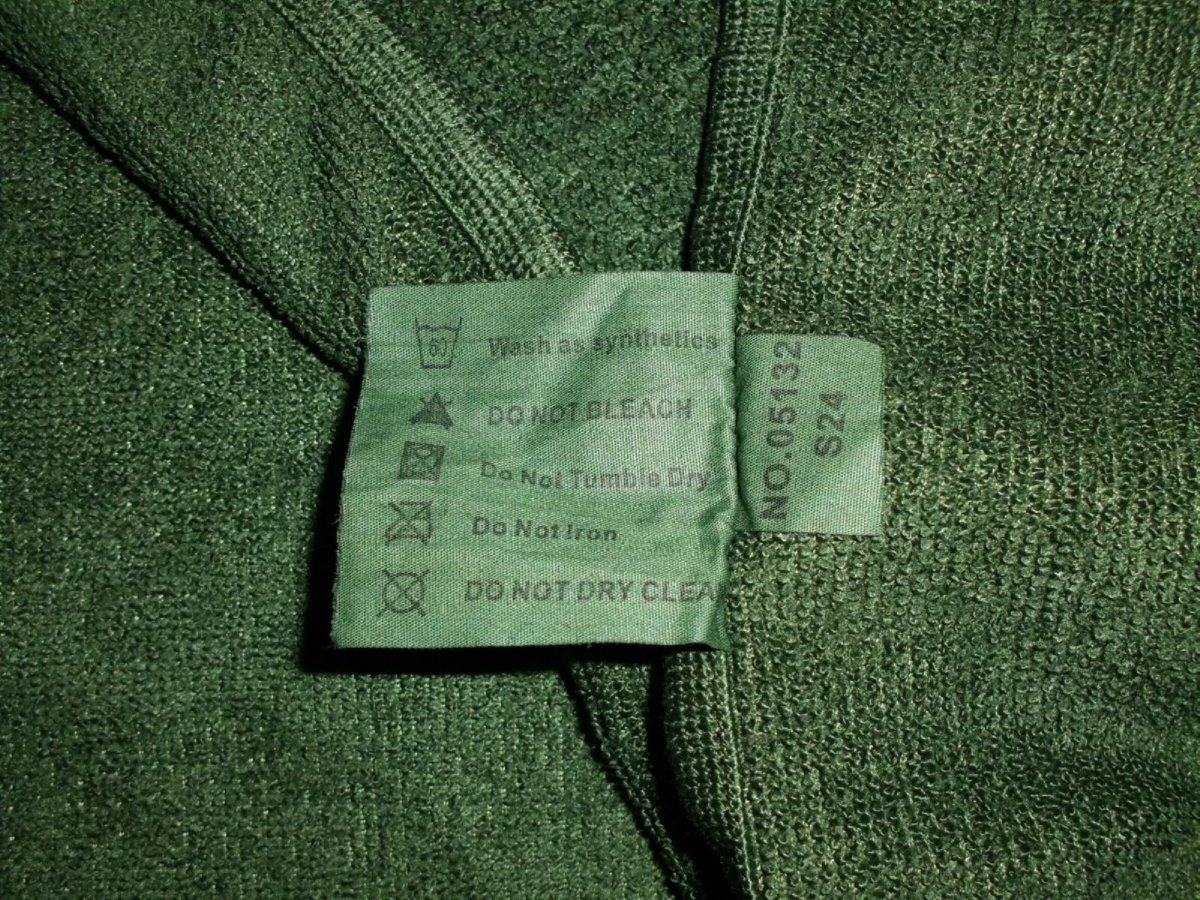 Wash as synthetics
DO NOT BLEACH
Do Not Tumble Dry
Do Not Iron
DO NOT DRY CLEA
NO.05132
S24